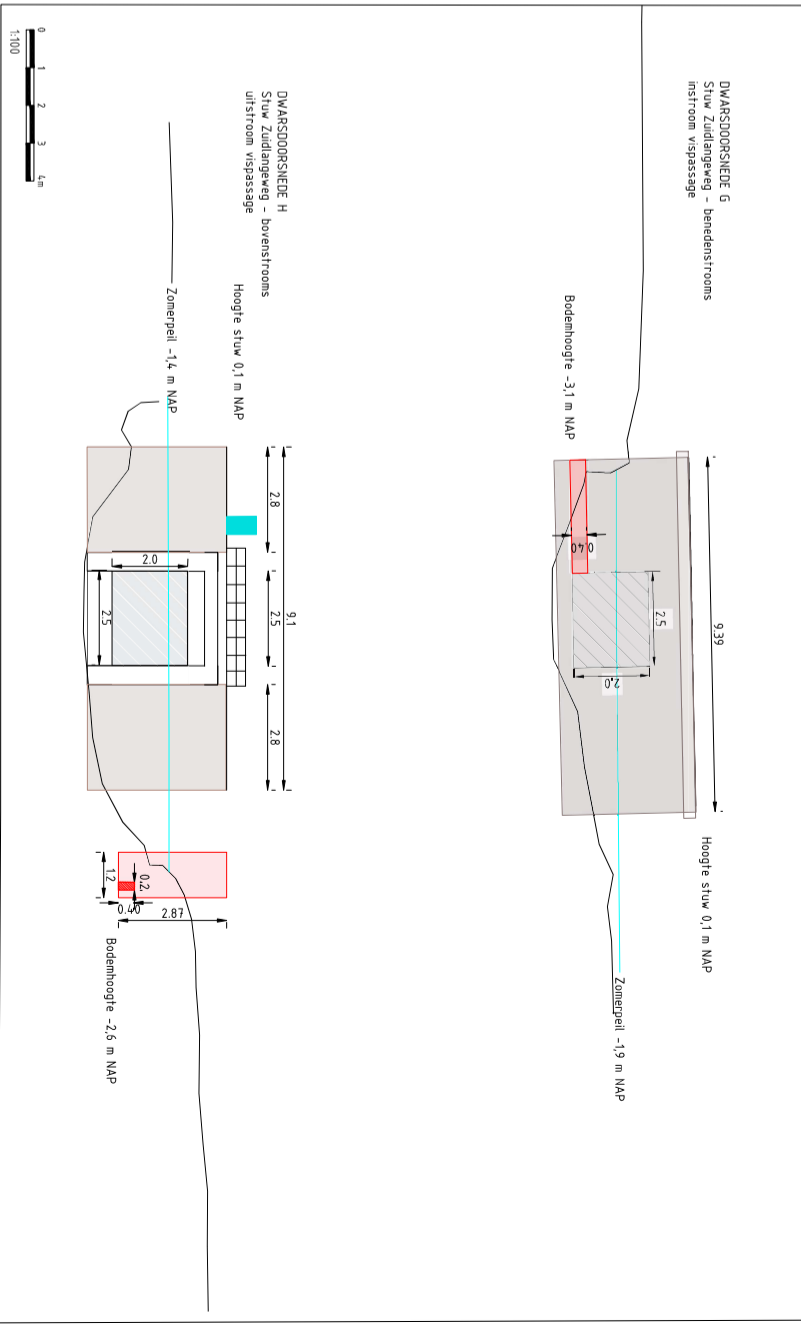 DWARSDOORSNEDE G
Stuw Zuidlangeweg - benedenstrooms
instroom vispassage
Bodemhoogte -3,1 m NAP
Hoogte stuw 0,1 m NAP
Zomerpeil -1,9 m NAP
9.39
2.5
2.0
0.40
DWARSDOORSNEDE H
Stuw Zuidlangeweg - bovenstrooms
uitstroom vispassage
Hoogte stuw 0,1 m NAP
Zomerpeil -1,4 m NAP
9.1
2.8
2.5
2.8
2.0
2.5
2.87
0.2
0.40
1.2
Bodemhoogte -2,6 m NAP
0 1 2 3 4m
1:100